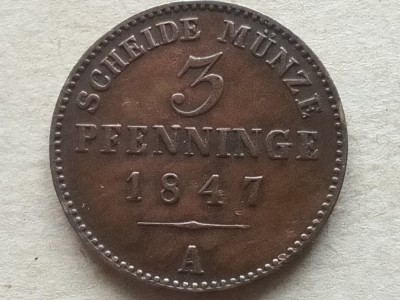 SCHEIDE MÜNZE
3
PFENNINGE
1847
A